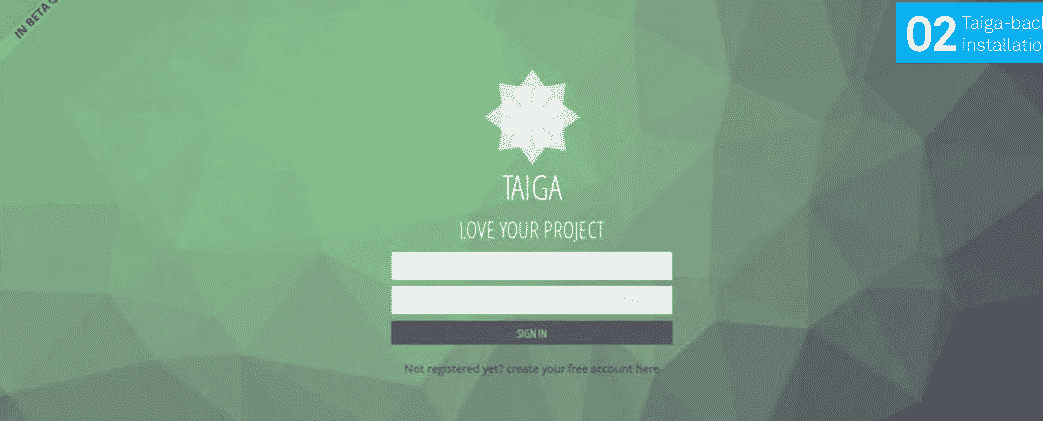 IN BETA
02
Taiga-back
installatio
TAIGA
LOVE YOUR PROJECT
SIGN IN
Not registered yet? create your free account here